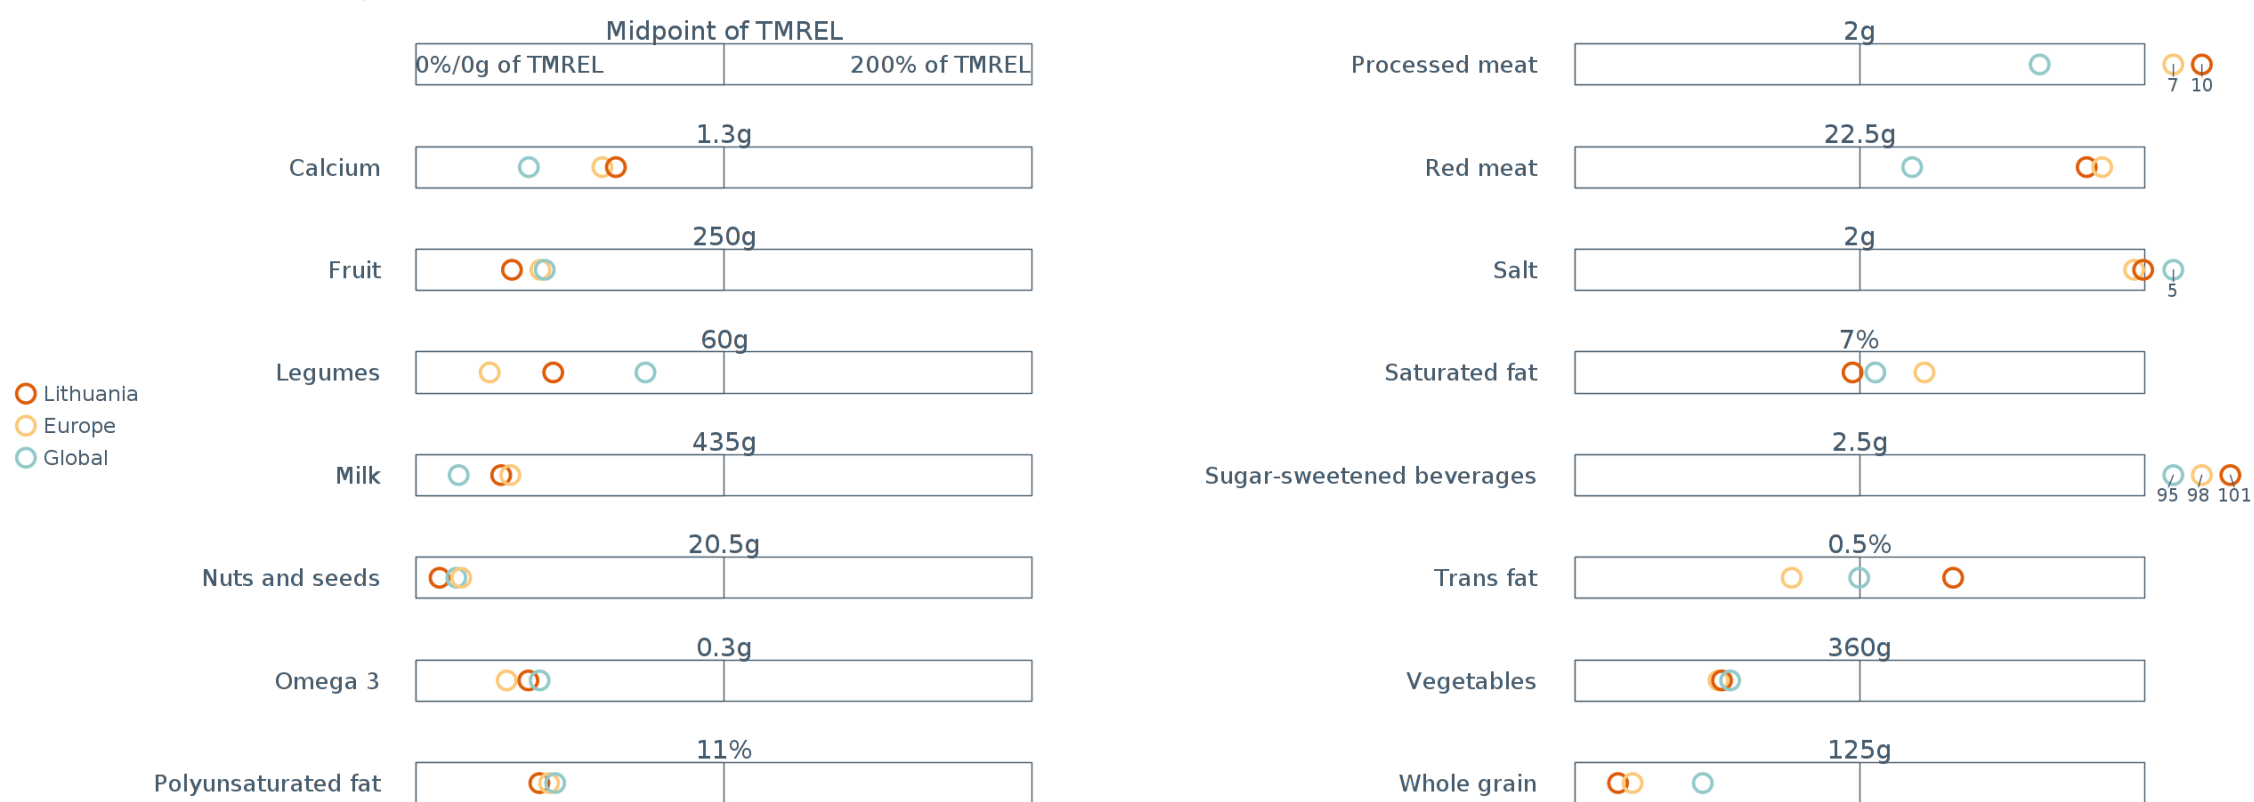 Midpoint of TMREL
0%/0g of TMREL 200% of TMREL
Calcium 1.3g
Fruit 250g
Legumes 60g
Milk 435g
Nuts and seeds 20.5g
Omega 3 0.3g
Polyunsaturated fat 11%
Lithuania
Europe
Global
Processed meat 2g
7 10
Red meat 22.5g
Salt 2g
5
Saturated fat 7%
Sugar-sweetened beverages 2.5g
95 98 101
Trans fat 0.5%
Vegetables 360g
Whole grain 125g